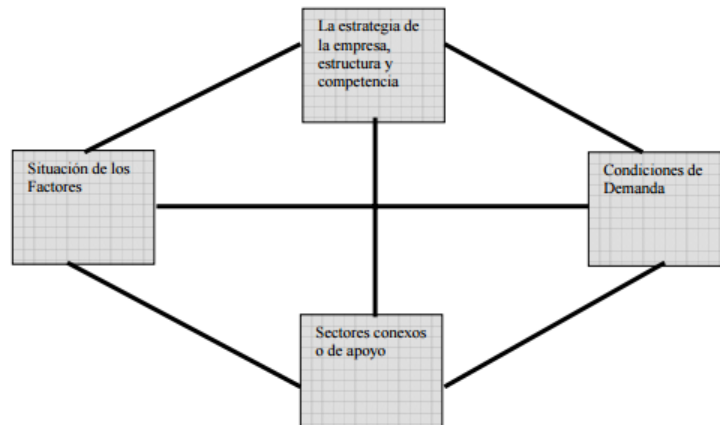 La estrategia de
la empresa,
estructura y
competencia
Situación de los
Factores
Condiciones de
Demanda
Sectores conexos
o de apoyo